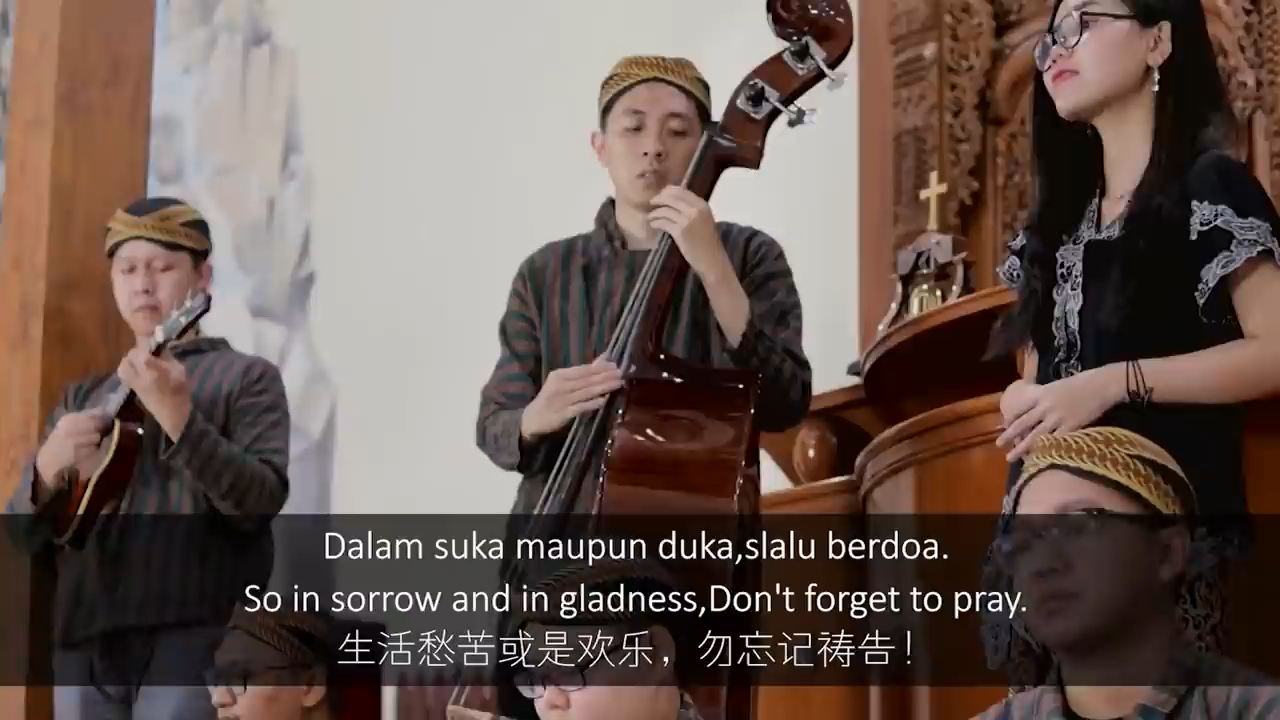 Dalam suka maupun duka,slalu berdoa.
So in sorrow and in gladness,Don't forget to pray.
生活愁苦或是欢乐，勿忘记祷告！